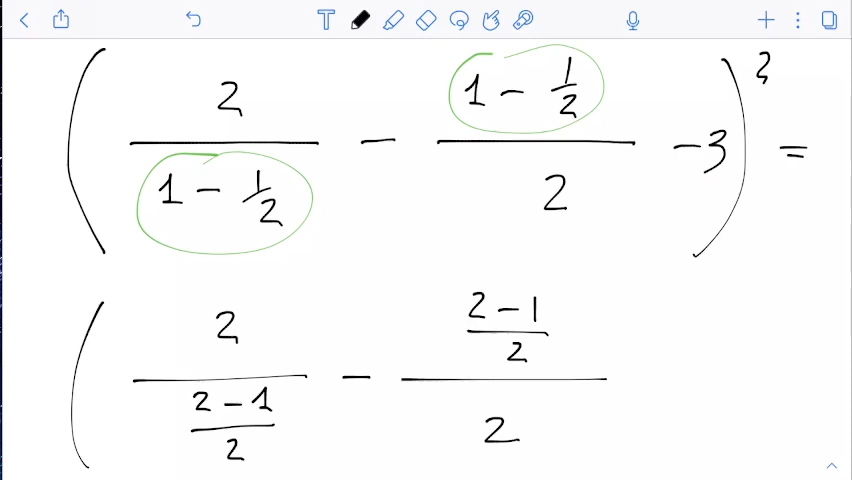 ( 2 / (1 - 1/2) - (1 - 1/2) / 2 - 3 )² =
( 2 / ((2 - 1)/2) - ((2 - 1)/2) / 2